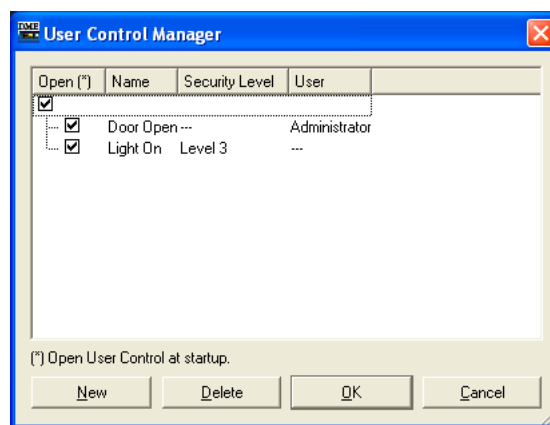 DME User Control Manager
Open (*) Name Security Level User
Door Open --- Administrator
Light On Level 3 ---
(*) Open User Control at startup.
New Delete OK Cancel